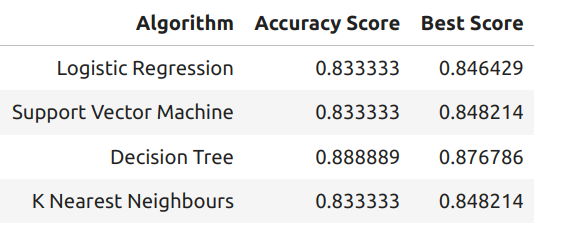 Algorithm Accuracy Score Best Score
Logistic Regression 0.833333 0.846429
Support Vector Machine 0.833333 0.848214
Decision Tree 0.888889 0.876786
K Nearest Neighbours 0.833333 0.848214